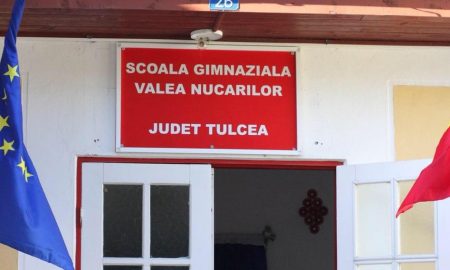 26
SCOALA GIMNAZIALA
VALEA NUCARILOR
JUDET TULCEA